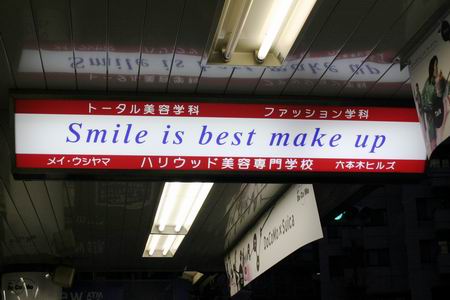 トータル美容学科 ファッション学科
Smile is best make up
メイ・ウシヤマ ハリウッド美容専門学校 六本木ヒルズ
DoCoMo×Suica